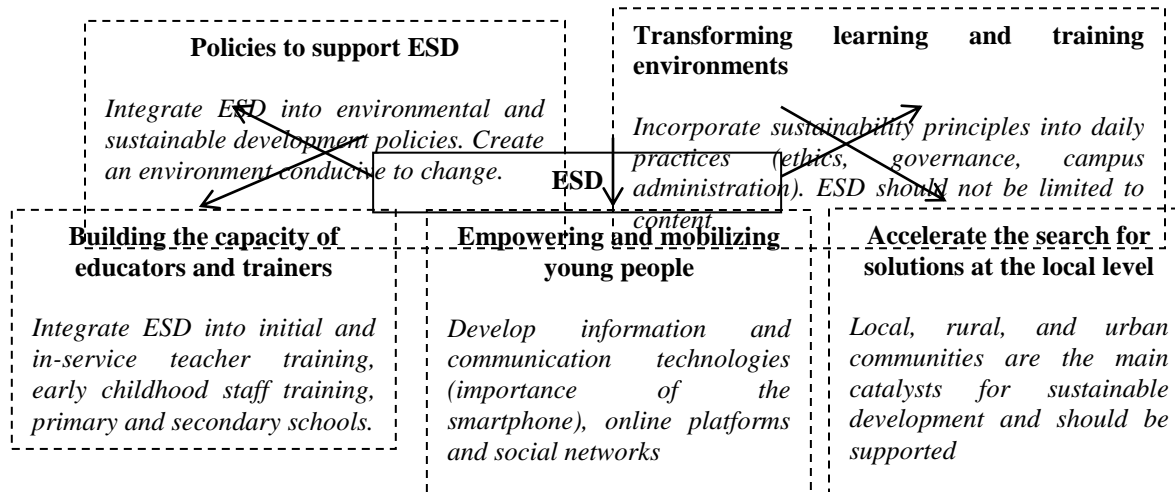 Policies to support ESD
Integrate ESD into environmental and
sustainable development policies. Create
an environment conducive to change.
Transforming learning and training
environments
Incorporate sustainability principles into daily
practices (ethics, governance, campus
administration). ESD should not be limited to
content
ESD
Building the capacity of
educators and trainers
Integrate ESD into initial and
in-service teacher training,
early childhood staff training,
primary and secondary schools.
Empowering and mobilizing
young people
Develop information and
communication technologies
(importance of the
smartphone), online platforms
and social networks
Accelerate the search for
solutions at the local level
Local, rural, and urban
communities are the main
catalysts for sustainable
development and should be
supported